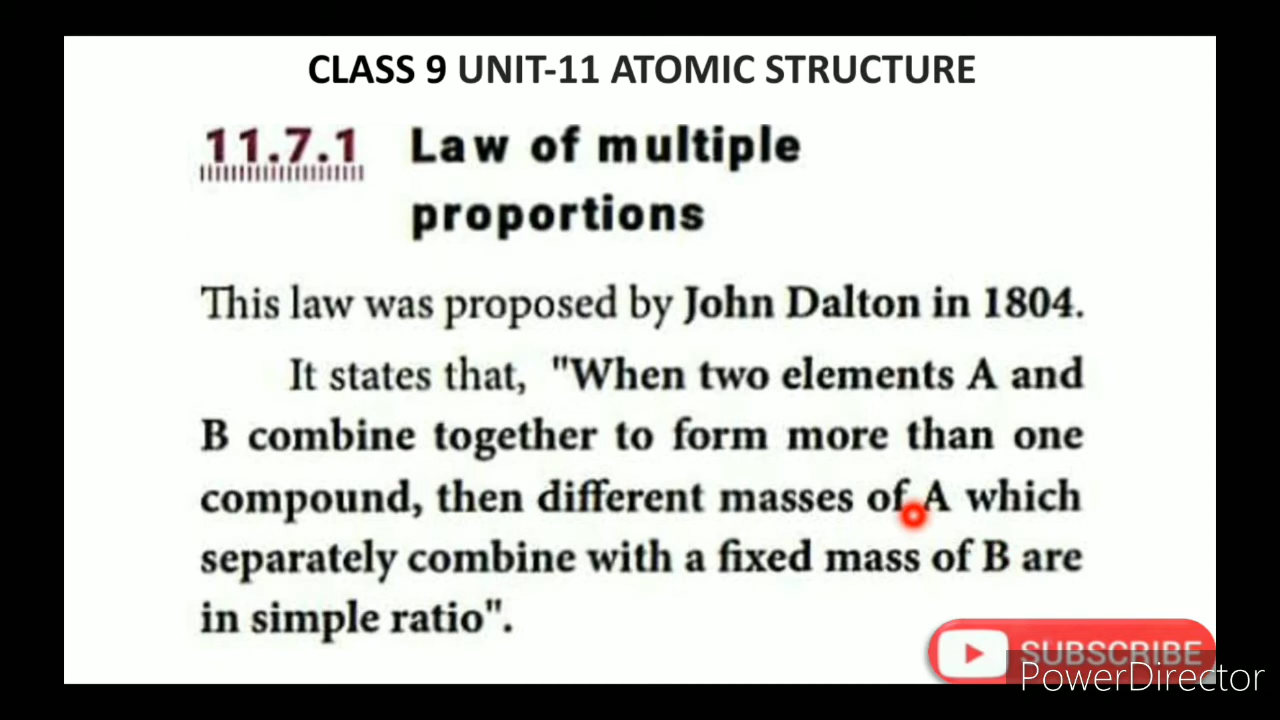 CLASS 9 UNIT-11 ATOMIC STRUCTURE
11.7.1 Law of multiple
proportions
This law was proposed by John Dalton in 1804.
It states that, "When two elements A and
B combine together to form more than one
compound, then different masses of A which
separately combine with a fixed mass of B are
in simple ratio".
SUBSCRIBE
PowerDirector